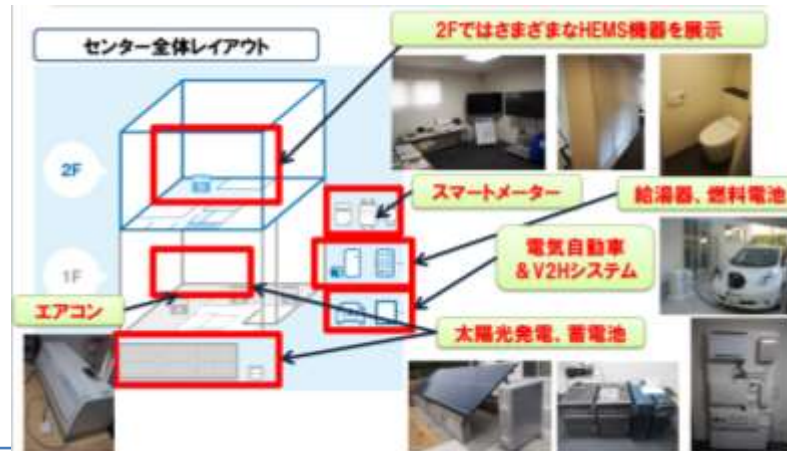 センター全体レイアウト
2FではさまざまなHEMS機器を展示
2F
スマートメーター
給湯器、燃料電池
電気自動車
&V2Hシステム
1F
エアコン
太陽光発電、蓄電池